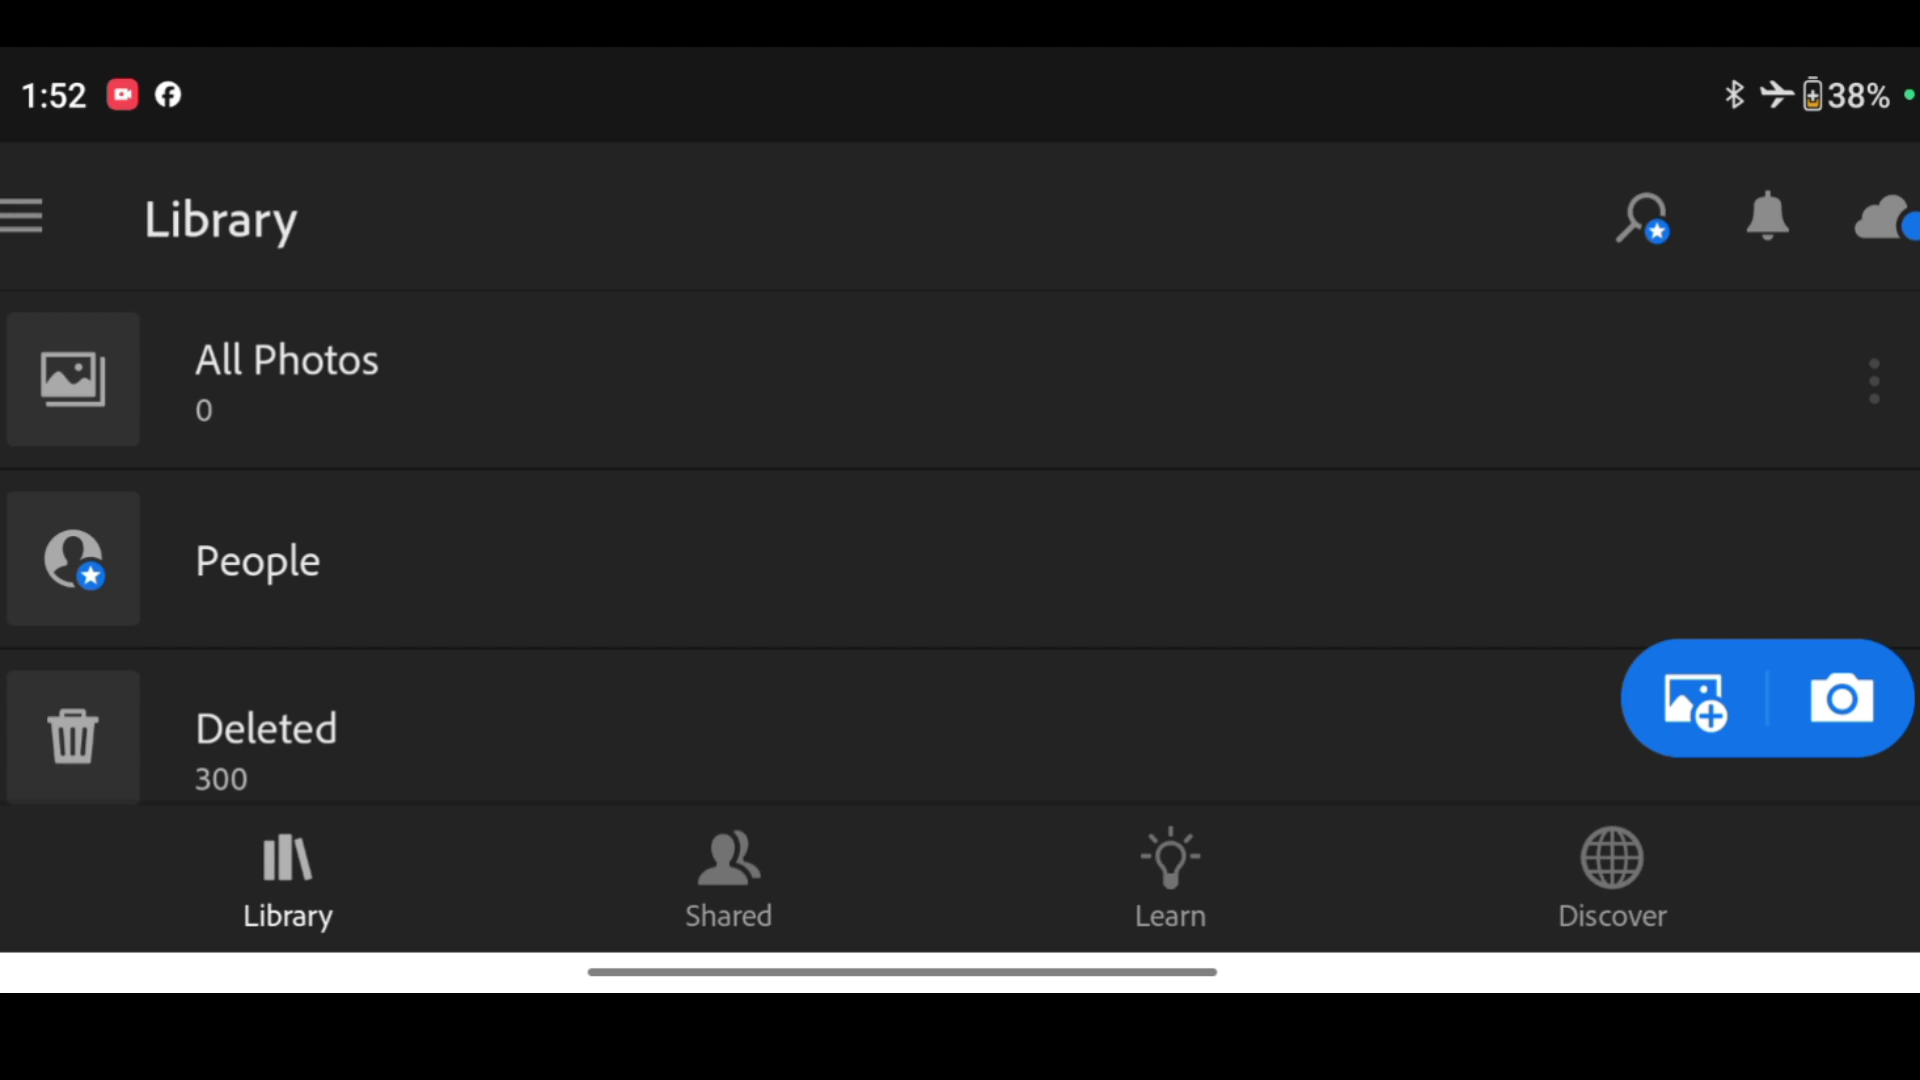 1:52
38%
Library
All Photos
0
People
Deleted
300
Library
Shared
Learn
Discover